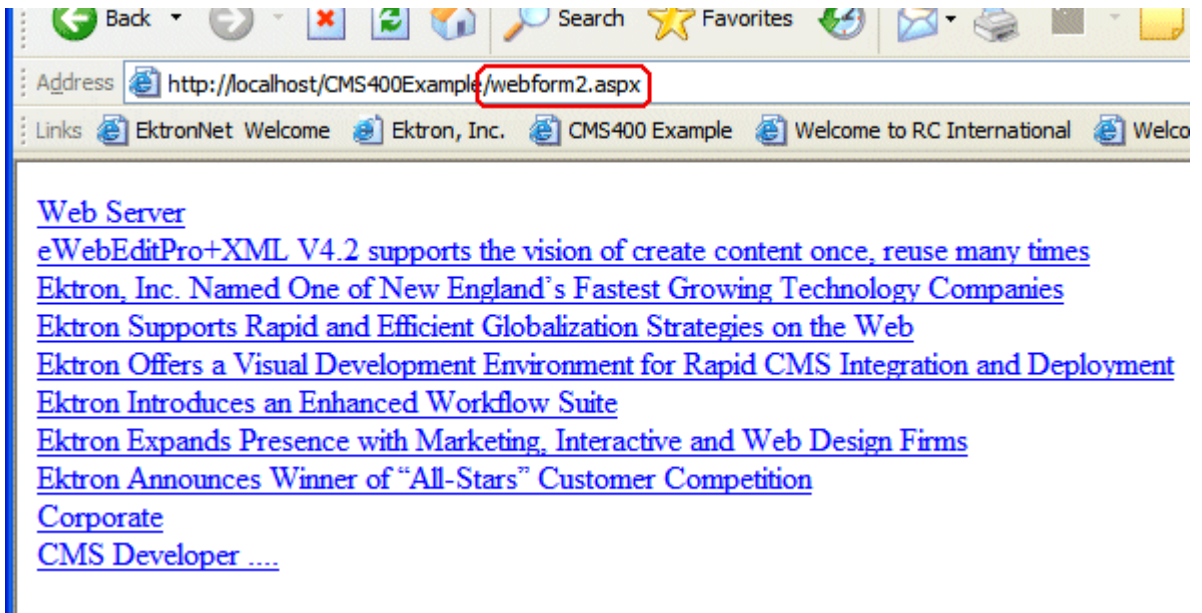 Back Search Favorites
Address http://localhost/CMS400Example/webform2.aspx
Links EktronNet Welcome Ektron, Inc. CMS400 Example Welcome to RC International Welco
Web Server
eWebEditPro+XML V4.2 supports the vision of create content once, reuse many times
Ektron, Inc. Named One of New England’s Fastest Growing Technology Companies
Ektron Supports Rapid and Efficient Globalization Strategies on the Web
Ektron Offers a Visual Development Environment for Rapid CMS Integration and Deployment
Ektron Introduces an Enhanced Workflow Suite
Ektron Expands Presence with Marketing, Interactive and Web Design Firms
Ektron Announces Winner of “All-Stars” Customer Competition
Corporate
CMS Developer ....